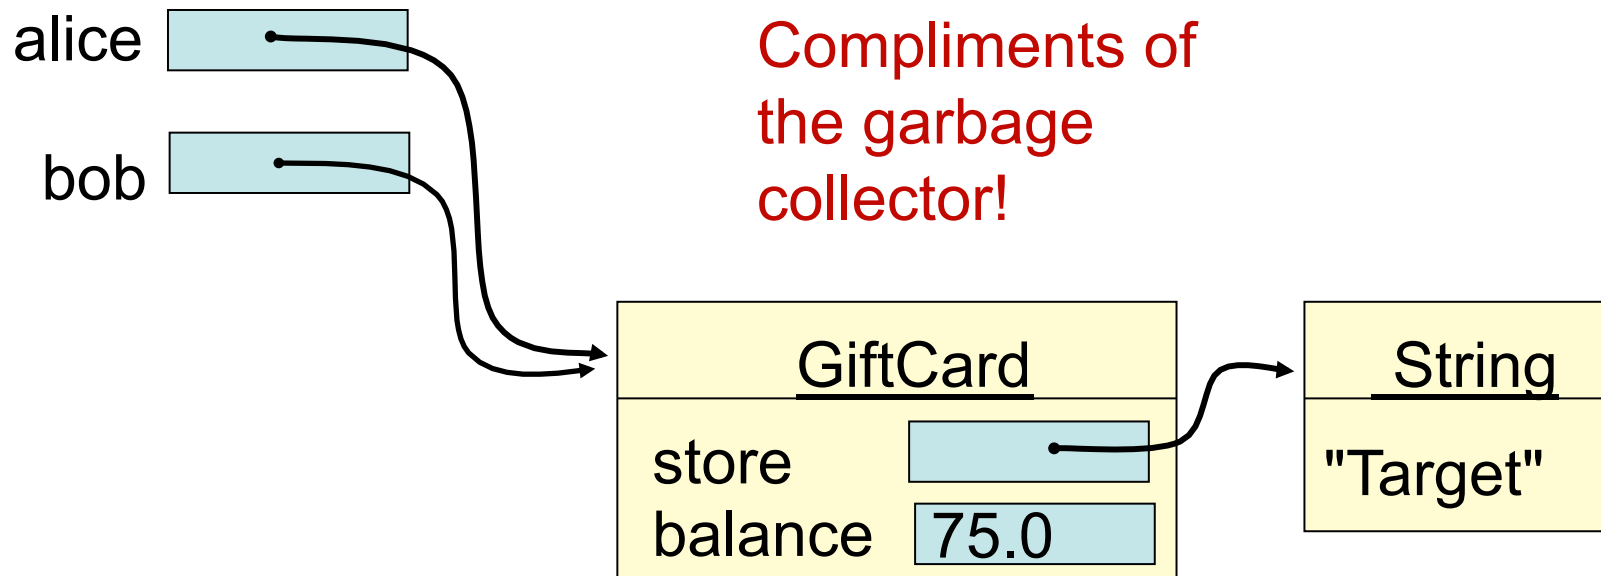 alice
bob
Compliments of
the garbage
collector!
GiftCard
store
balance 75.0
String
"Target"